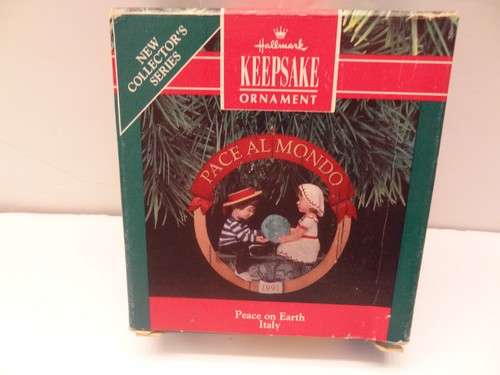 NEW
COLLECTOR'S
SERIES
Hallmark
KEEPSAKE
ORNAMENT
PACE AL MONDO
1991
Peace on Earth
Italy